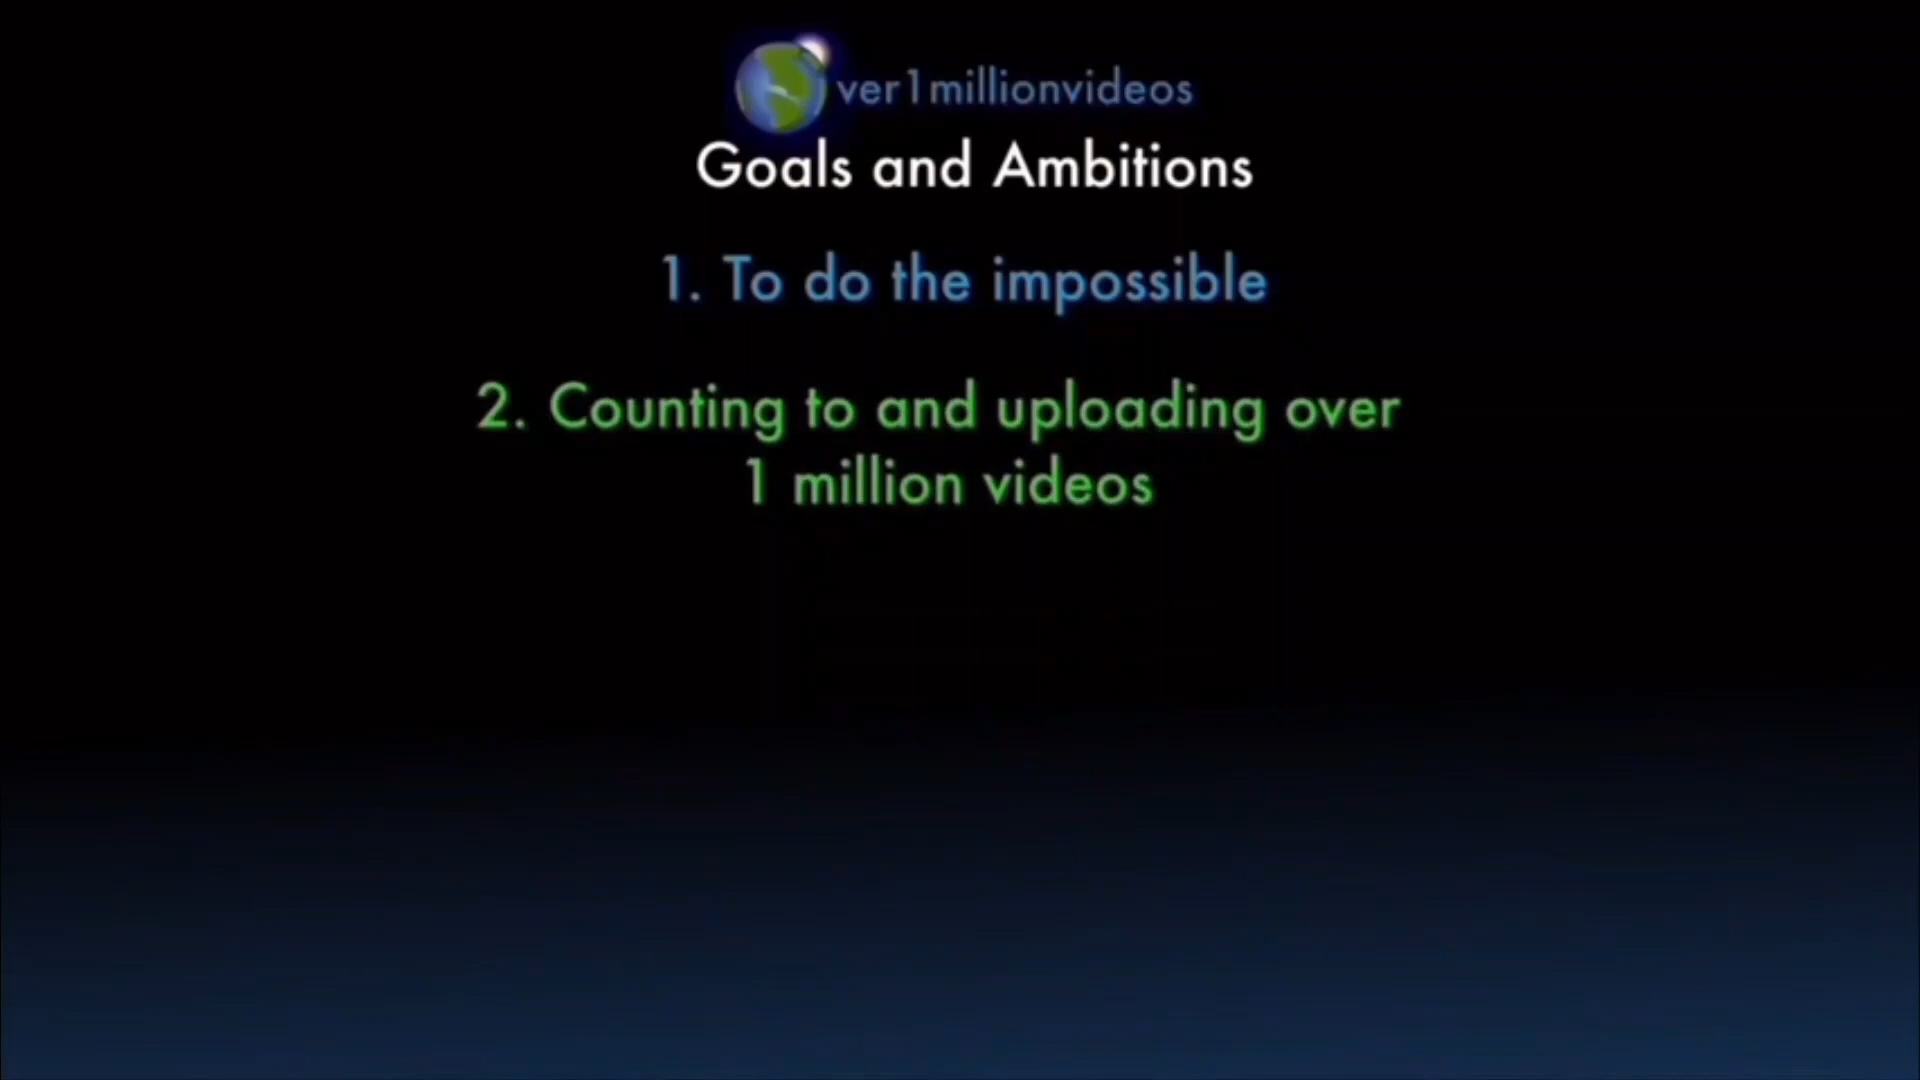 ver1millionvideos
Goals and Ambitions
1. To do the impossible
2. Counting to and uploading over
1 million videos